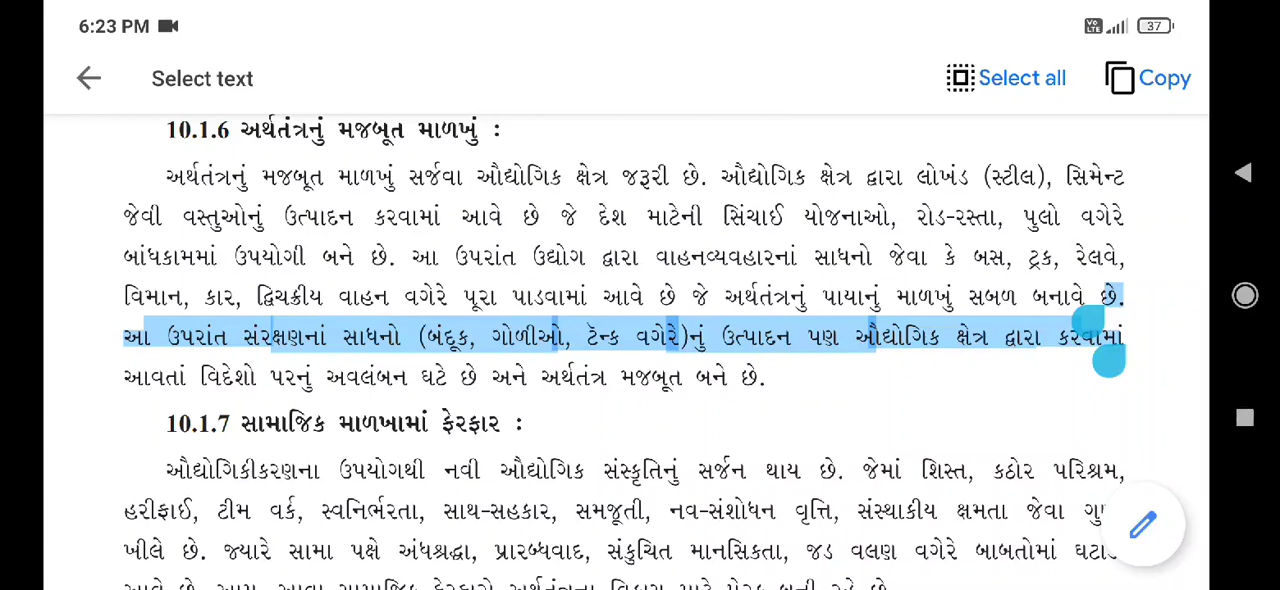 6:23 PM
Vo LTE 37
Select text
Select all
Copy
10.1.6 અર્થતંત્રનું મજબૂત માળખું :
અર્થતંત્રનું મજબૂત માળખું સર્જવા ઔદ્યોગિક ક્ષેત્ર જરૂરી છે. ઔદ્યોગિક ક્ષેત્ર દ્વારા લોખંડ (સ્ટીલ), સિમેન્ટ
જેવી વસ્તુઓનું ઉત્પાદન કરવામાં આવે છે જે દેશ માટેની સિંચાઈ યોજનાઓ, રોડ-રસ્તા, પુલો વગેરે
બાંધકામમાં ઉપયોગી બને છે. આ ઉપરાંત ઉદ્યોગ દ્વારા વાહનવ્યવહારનાં સાધનો જેવા કે બસ, ટ્રક, રેલવે,
વિમાન, કાર, દ્વિચક્રીય વાહન વગેરે પૂરા પાડવામાં આવે છે જે અર્થતંત્રનું પાયાનું માળખું સબળ બનાવે છે.
આ ઉપરાંત સંરક્ષણનાં સાધનો (બંદૂક, ગોળીઓ, ટૅન્ક વગેરે)નું ઉત્પાદન પણ ઔદ્યોગિક ક્ષેત્ર દ્વારા કરવામાં
આવતાં વિદેશો પરનું અવલંબન ઘટે છે અને અર્થતંત્ર મજબૂત બને છે.
10.1.7 સામાજિક માળખામાં ફેરફાર :
ઔદ્યોગિકીકરણના ઉપયોગથી નવી ઔદ્યોગિક સંસ્કૃતિનું સર્જન થાય છે. જેમાં શિસ્ત, કઠોર પરિશ્રમ,
હરીફાઈ, ટીમ વર્ક, સ્વનિર્ભરતા, સાથ-સહકાર, સમજૂતી, નવ-સંશોધન વૃત્તિ, સંસ્થાકીય ક્ષમતા જેવા
ખીલે છે. જ્યારે સામા પક્ષે અંધશ્રદ્ધા, પ્રારબ્ધવાદ, સંકુચિત માનસિકતા, જડ વલણ વગેરે બાબતોમાં